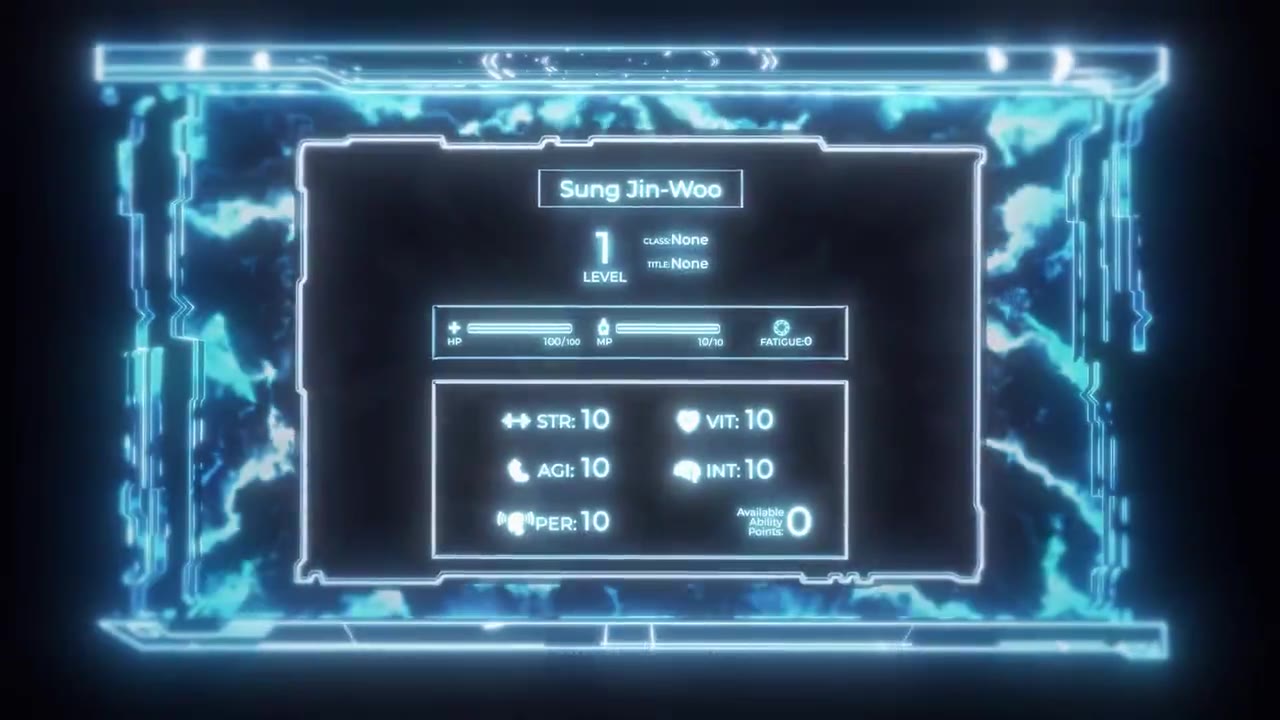 Sung Jin-Woo
1
LEVEL
CLASS: None
TITLE: None
HP 100/100
MP 10/10
FATIGUE: 0
STR: 10
VIT: 10
AGI: 10
INT: 10
PER: 10
Available
Ability
Points: 0